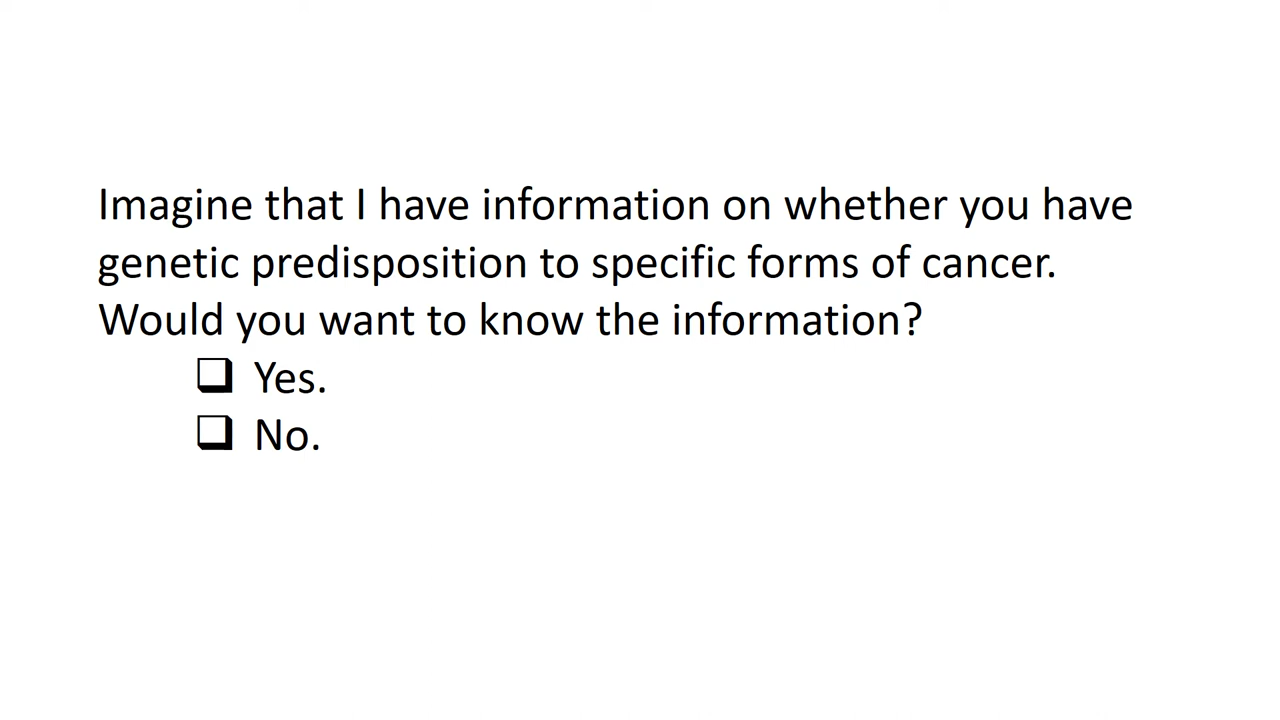 Imagine that I have information on whether you have
genetic predisposition to specific forms of cancer.
Would you want to know the information?
❑ Yes.
❑ No.